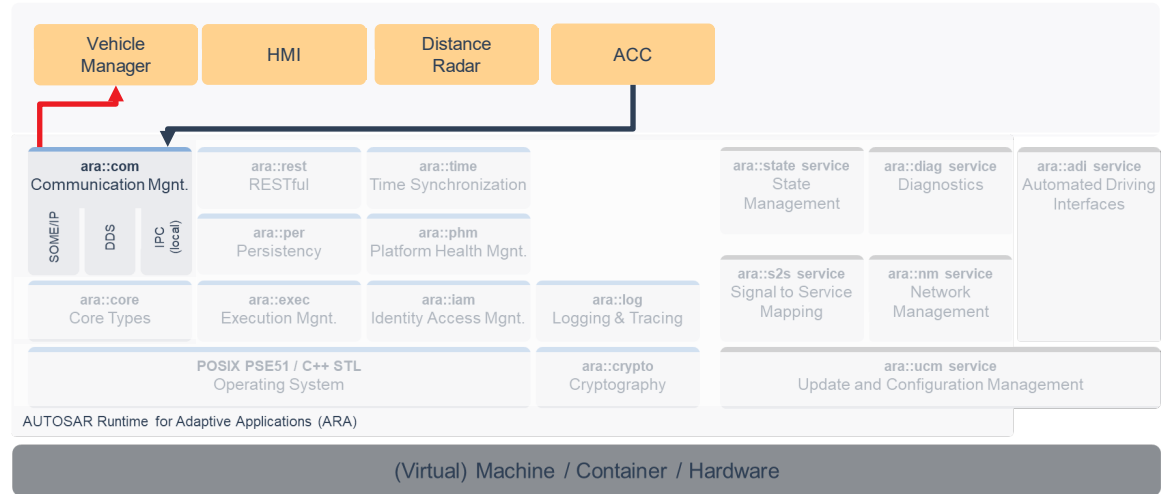 Vehicle
Manager
HMI
Distance
Radar
ACC
ara::com
Communication Mgnt.
SOME/IP
DDS
IPC
(local)
ara::rest
RESTful
ara::time
Time Synchronization
ara::per
Persistency
ara::phm
Platform Health Mgnt.
ara::core
Core Types
ara::exec
Execution Mgnt.
ara::iam
Identity Access Mgnt.
ara::log
Logging & Tracing
POSIX PSE51 / C++ STL
Operating System
ara::crypto
Cryptography
ara::state service
State
Management
ara::diag service
Diagnostics
ara::adi service
Automated Driving
Interfaces
ara::s2s service
Signal to Service
Mapping
ara::nm service
Network
Management
ara::ucm service
Update and Configuration Management
AUTOSAR Runtime for Adaptive Applications (ARA)
(Virtual) Machine / Container / Hardware